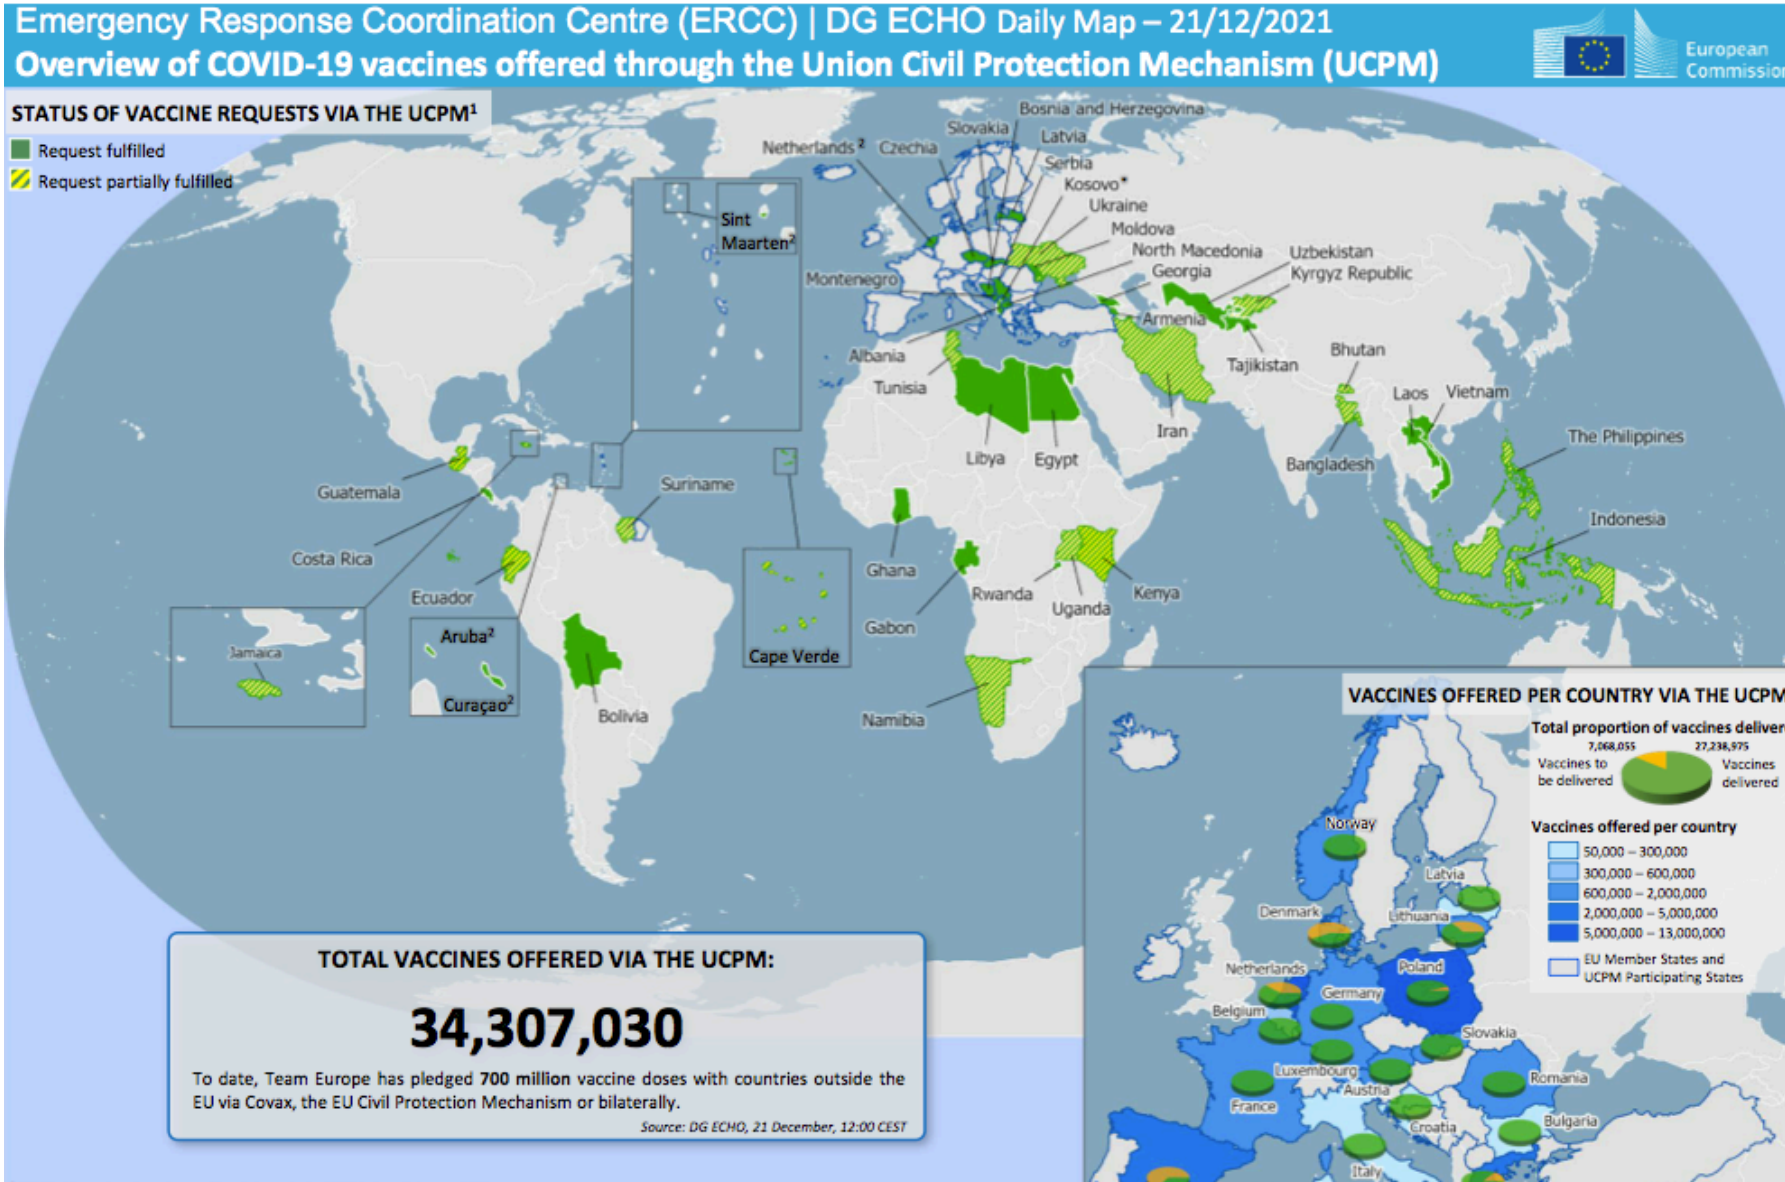 Emergency Response Coordination Centre (ERCC) | DG ECHO Daily Map – 21/12/2021
Overview of COVID-19 vaccines offered through the Union Civil Protection Mechanism (UCPM)
European
Commission
STATUS OF VACCINE REQUESTS VIA THE UCPM¹
Request fulfilled
Request partially fulfilled
Bosnia and Herzegovina
Slovakia
Latvia
Netherlands²
Czechia
Serbia
Kosovo*
Ukraine
Moldova
North Macedonia
Georgia
Uzbekistan
Kyrgyz Republic
Montenegro
Armenia
Albania
Tunisia
Tajikistan
Bhutan
Laos
Vietnam
Iran
Libya
Egypt
Bangladesh
The Philippines
Indonesia
Sint
Maarten²
Guatemala
Suriname
Costa Rica
Ecuador
Ghana
Rwanda
Uganda
Kenya
Gabon
Jamaica
Aruba²
Curaçao²
Cape Verde
Bolivia
Namibia
VACCINES OFFERED PER COUNTRY VIA THE UCPM
Total proportion of vaccines deliver
7,068,055
27,238,975
Vaccines to
be delivered
Vaccines
delivered
Vaccines offered per country
50,000 – 300,000
300,000 – 600,000
600,000 – 2,000,000
2,000,000 – 5,000,000
5,000,000 – 13,000,000
EU Member States and
UCPM Participating States
Norway
Latvia
Denmark
Lithuania
Netherlands
Poland
Germany
Belgium
Slovakia
Luxembourg
Austria
Romania
France
Croatia
Bulgaria
Italy
TOTAL VACCINES OFFERED VIA THE UCPM:
34,307,030
To date, Team Europe has pledged 700 million vaccine doses with countries outside the
EU via Covax, the EU Civil Protection Mechanism or bilaterally.
Source: DG ECHO, 21 December, 12:00 CEST